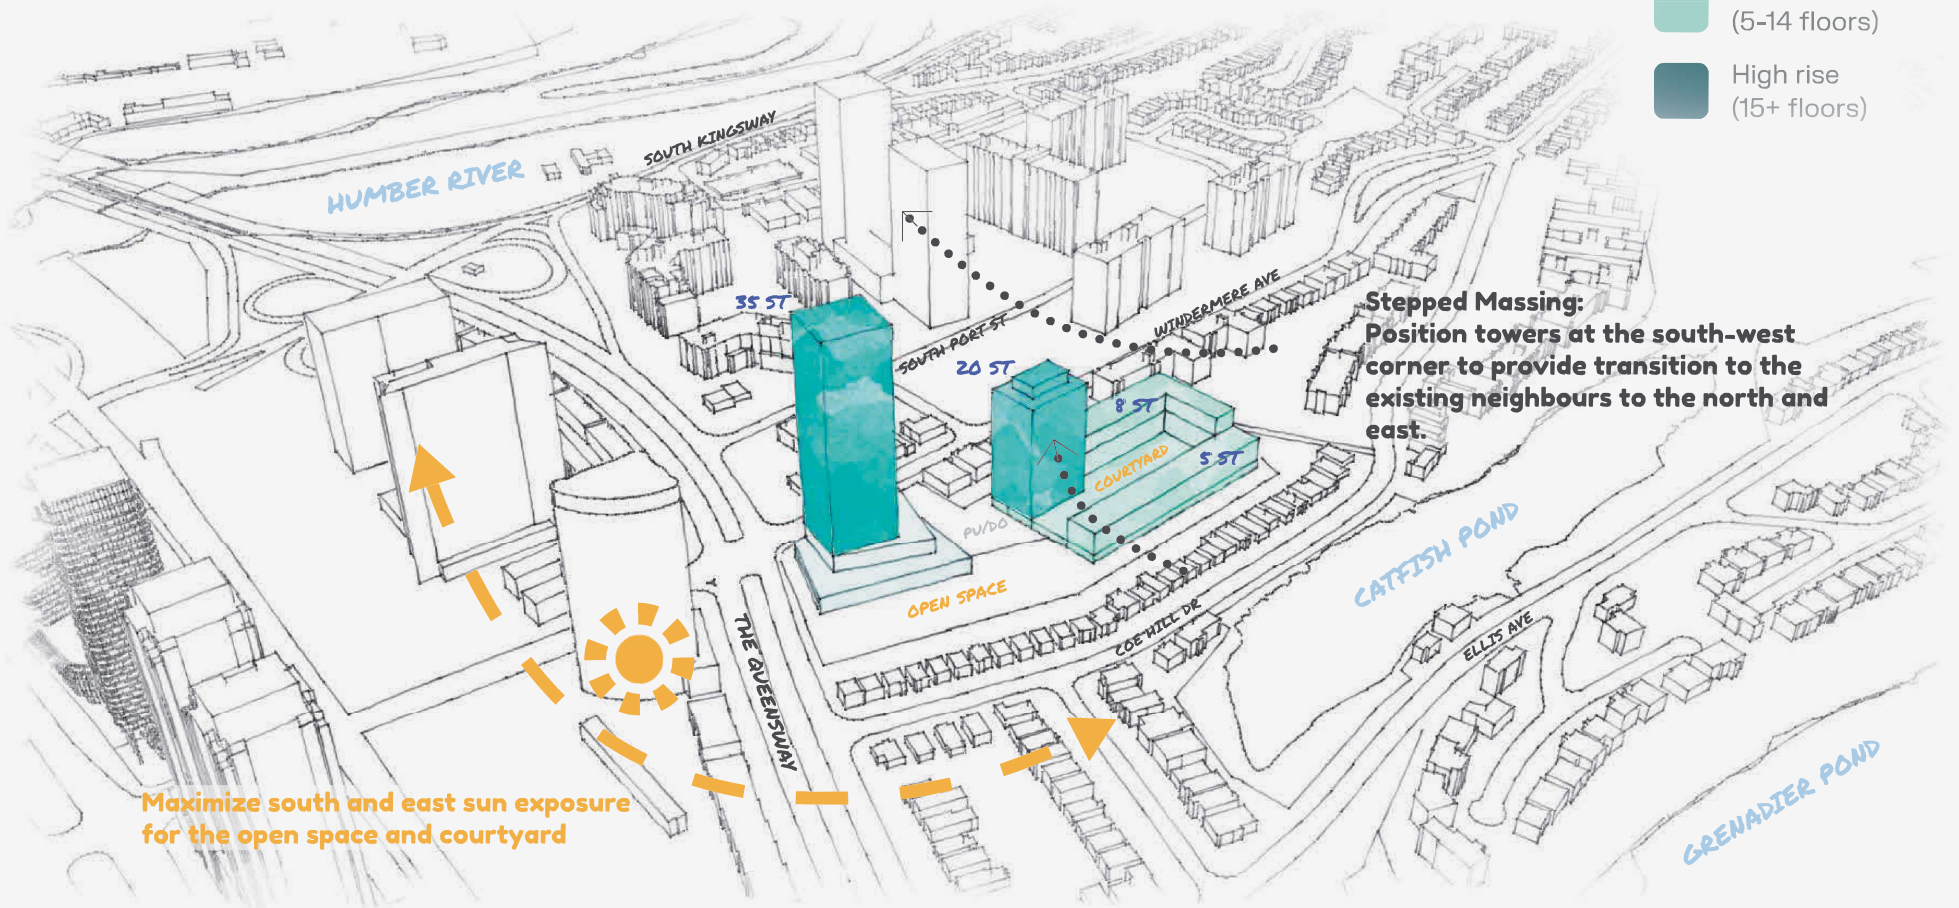 (5-14 floors)
High rise
(15+ floors)
SOUTH KINGSWAY
HUMBER RIVER
35 ST
SOUTH PORT ST
WINDERMERE AVE
20 ST
8 ST
5 ST
COURTYARD
PU/DO
OPEN SPACE
Stepped Massing:
Position towers at the south-west
corner to provide transition to the
existing neighbours to the north and
east.
CATFISH POND
COE HILL DR
ELLIS AVE
THE QUEENSWAY
GRENADIER POND
Maximize south and east sun exposure
for the open space and courtyard